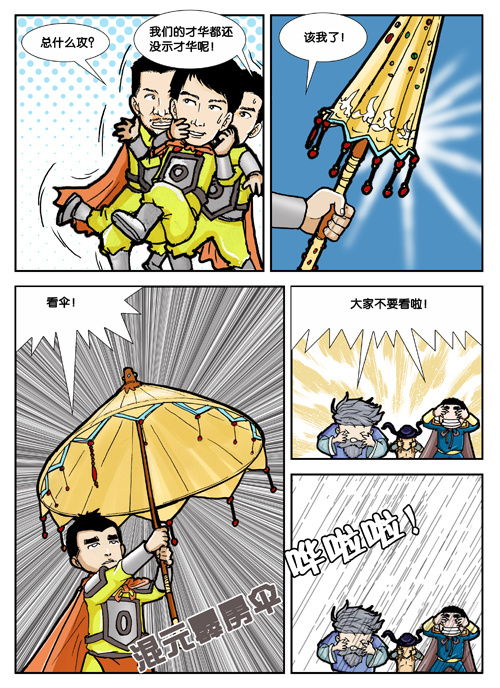 总什么攻？
我们的才华都还
没示才华呢！
该我了！
看伞！
混元霹雳伞
大家不要看啦！
哗啦啦！